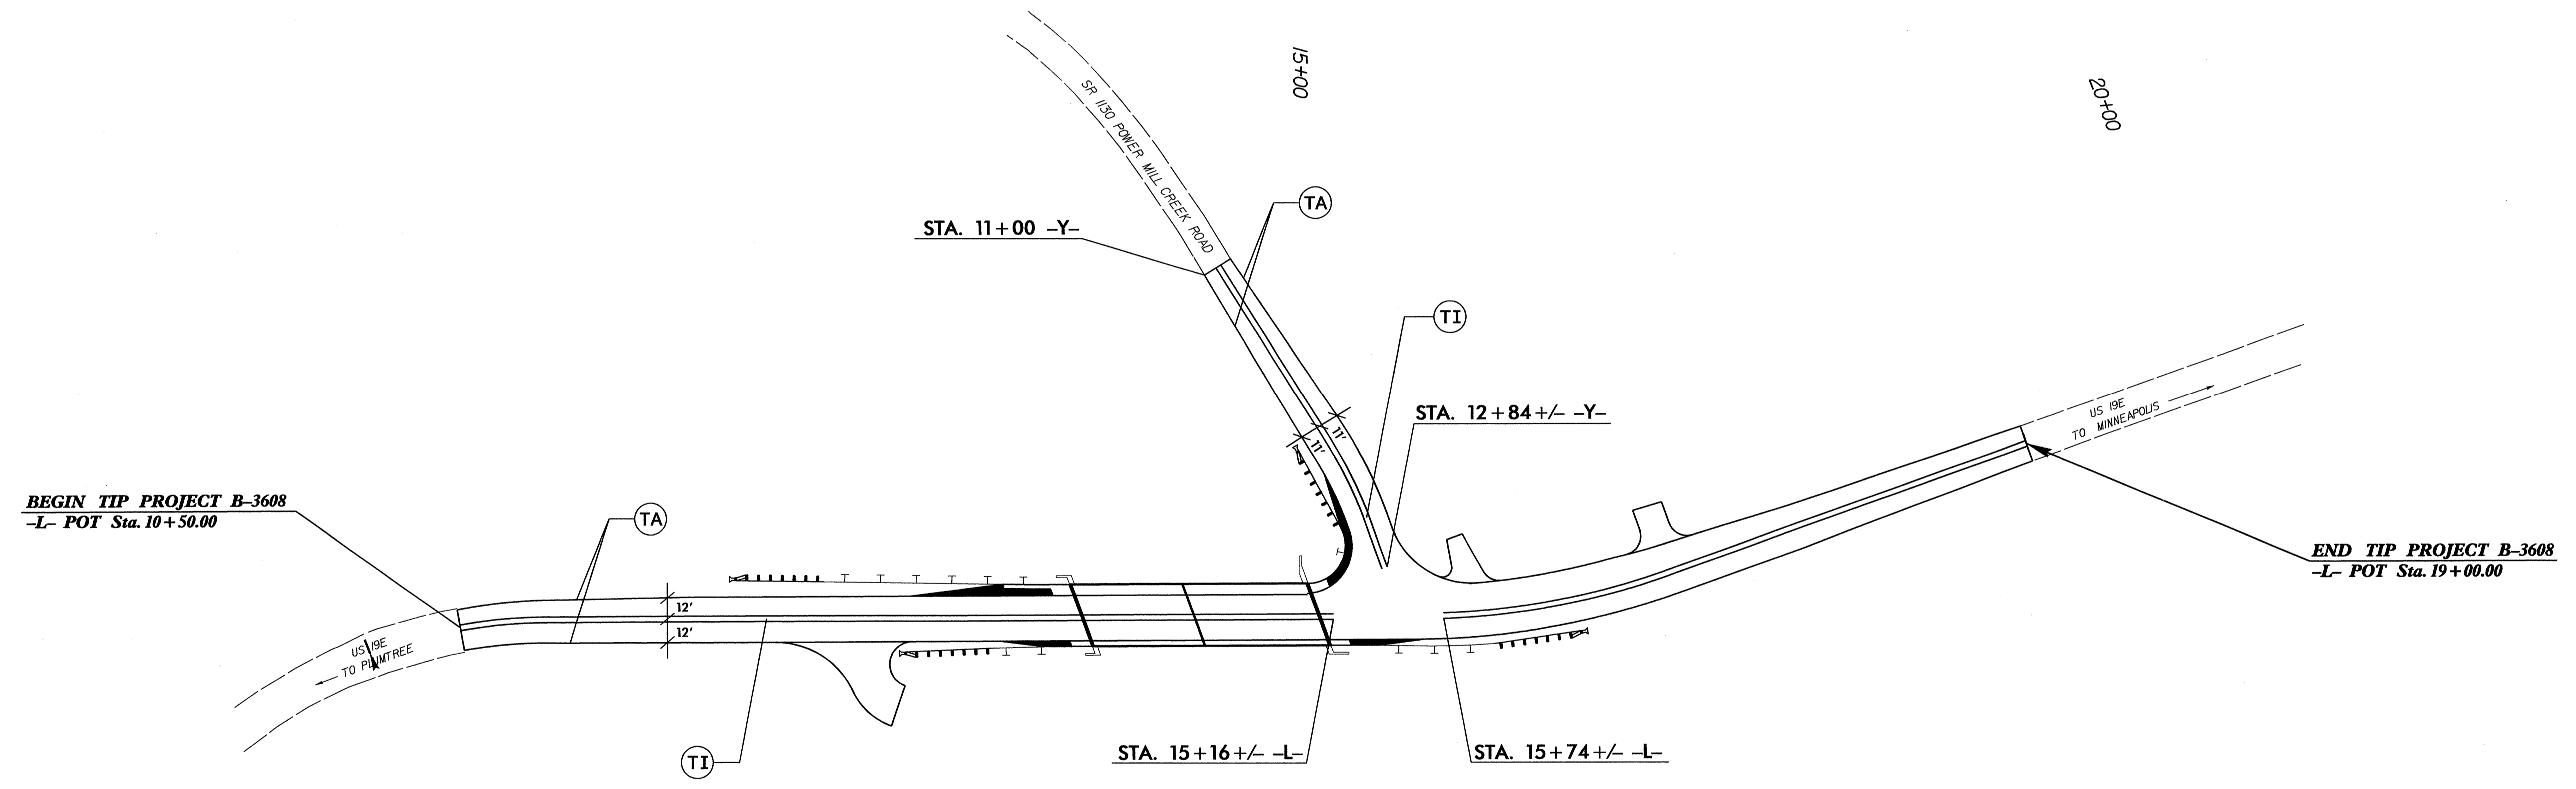 15+00
20+00
SR 1130 POWER MILL CREEK ROAD
TA
STA. 11+00 –Y–
TI
STA. 12+84+/– –Y–
11'
11'
US 19E
TO MINNEAPOLIS
BEGIN TIP PROJECT B–3608
–L– POT Sta. 10+50.00
TA
END TIP PROJECT B–3608
–L– POT Sta. 19+00.00
12'
12'
US 19E
TO PLUMTREE
TI
STA. 15+16+/– –L–
STA. 15+74+/– –L–